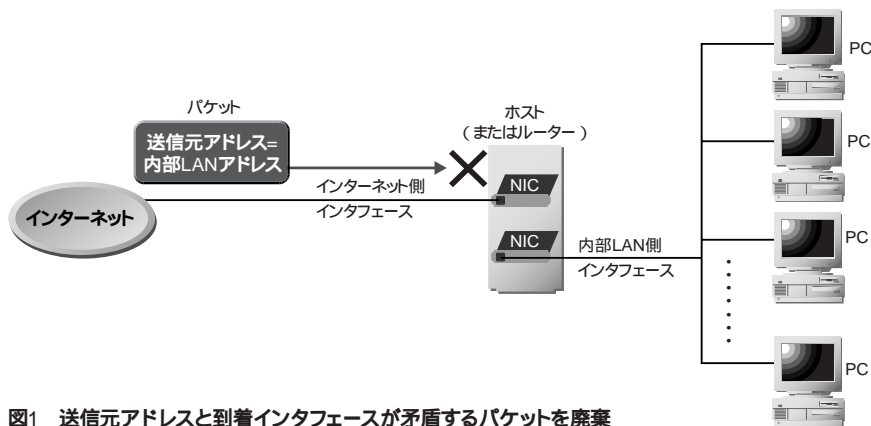 パケット
送信元アドレス=
内部LANアドレス
ホスト
(またはルーター)
インターネット
インターネット側
インタフェース
NIC
NIC
内部LAN側
インタフェース
PC
PC
PC
PC
図1 送信元アドレスと到着インタフェースが矛盾するパケットを廃棄